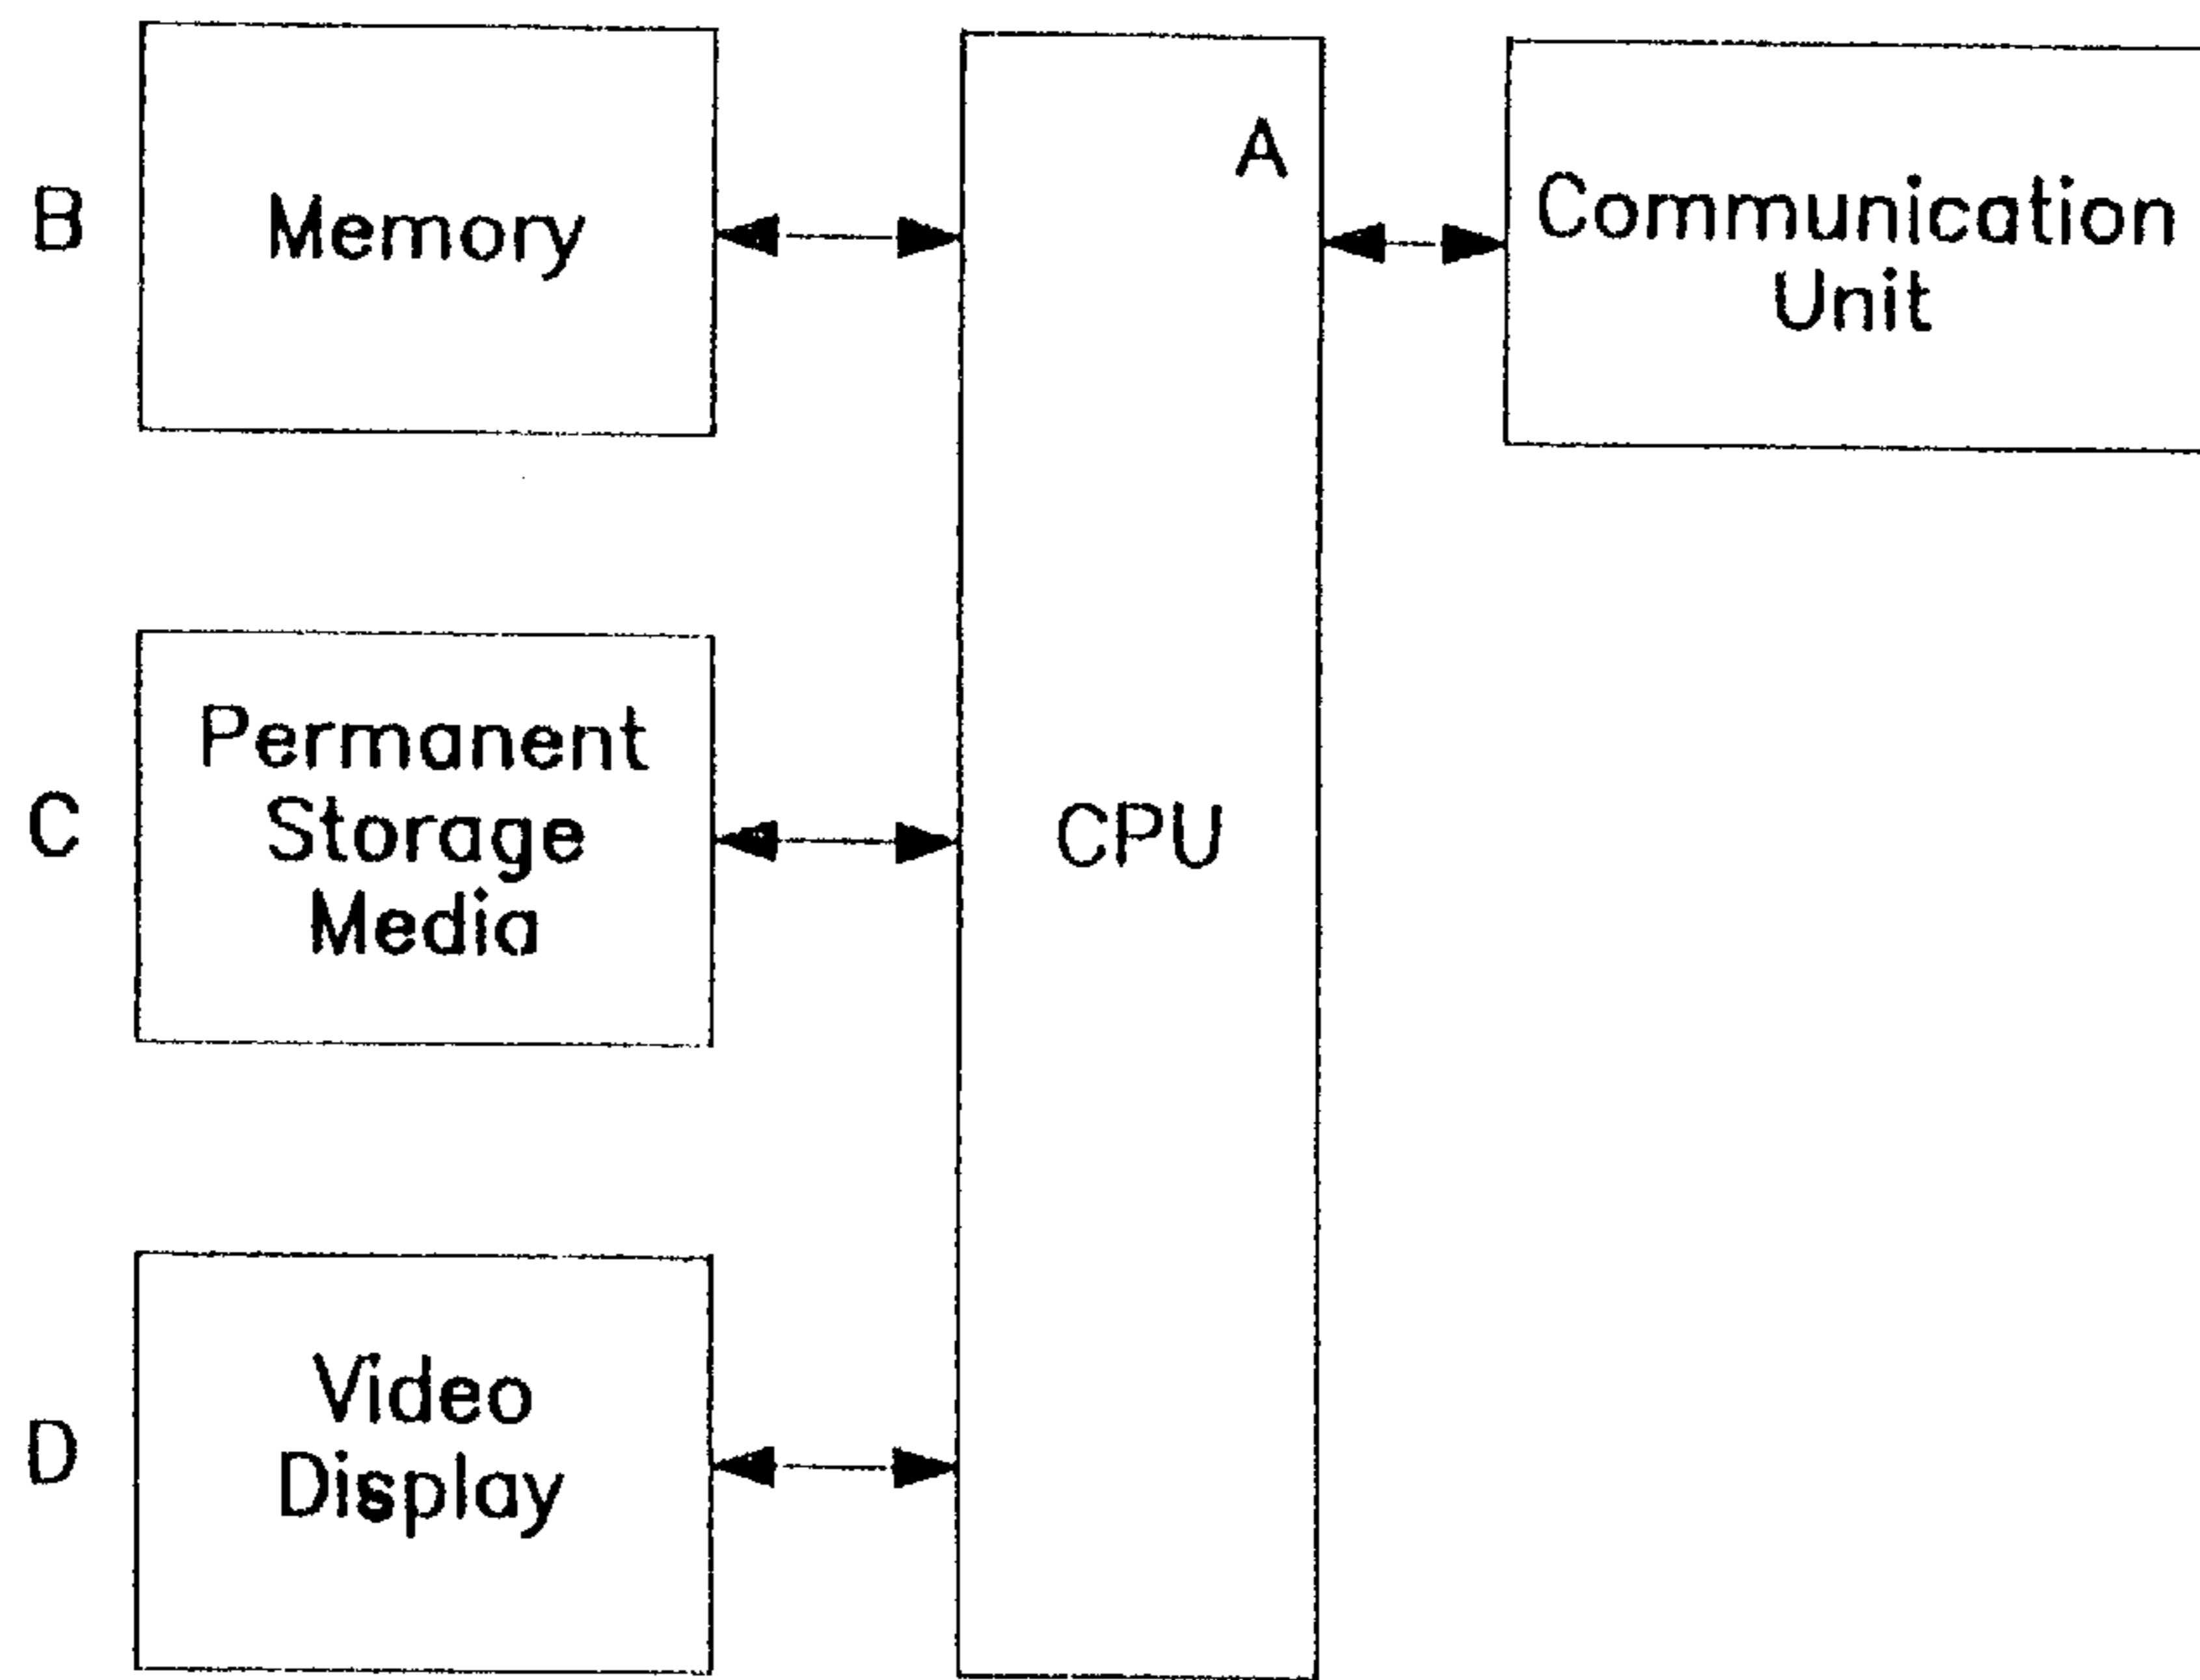 B
Memory
A
Communication
Unit
C
Permanent
Storage
Media
CPU
D
Video
Display